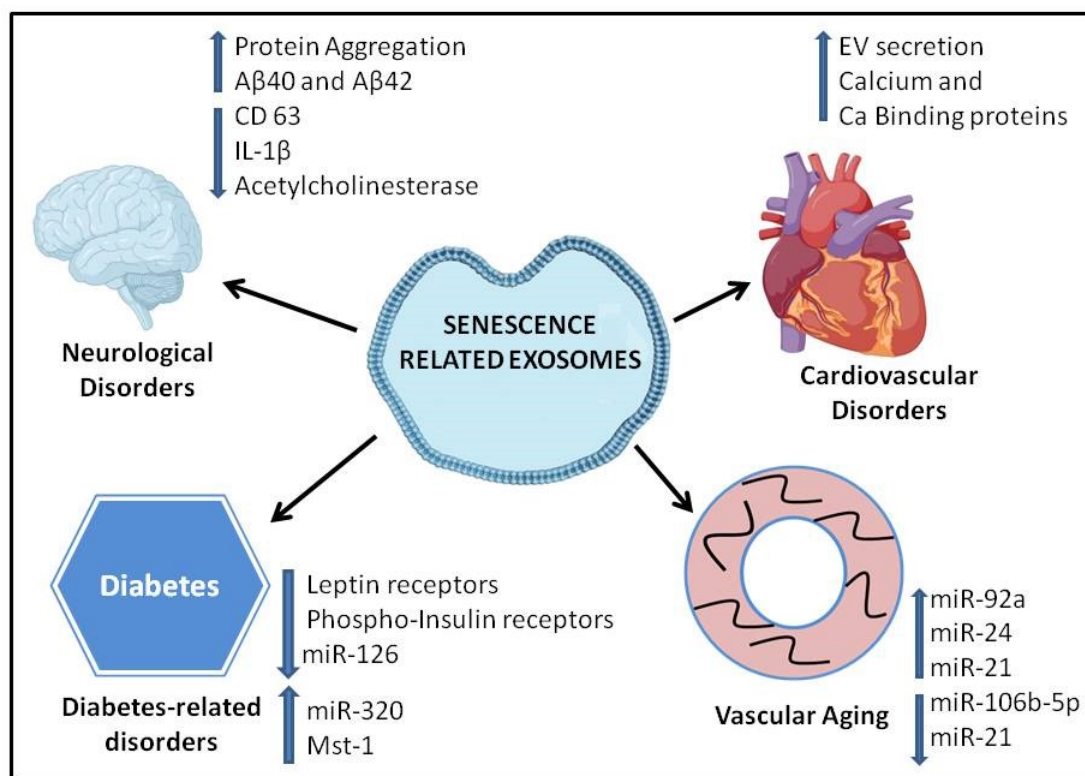 Protein Aggregation
Aβ40 and Aβ42
CD 63
IL-1β
Acetylcholinesterase
EV secretion
Calcium and
Ca Binding proteins
Neurological
Disorders
SENESCENCE
RELATED EXOSOMES
Cardiovascular
Disorders
Diabetes
Leptin receptors
Phospho-Insulin receptors
miR-126
Diabetes-related
disorders
miR-320
Mst-1
Vascular Aging
miR-92a
miR-24
miR-21
miR-106b-5p
miR-21